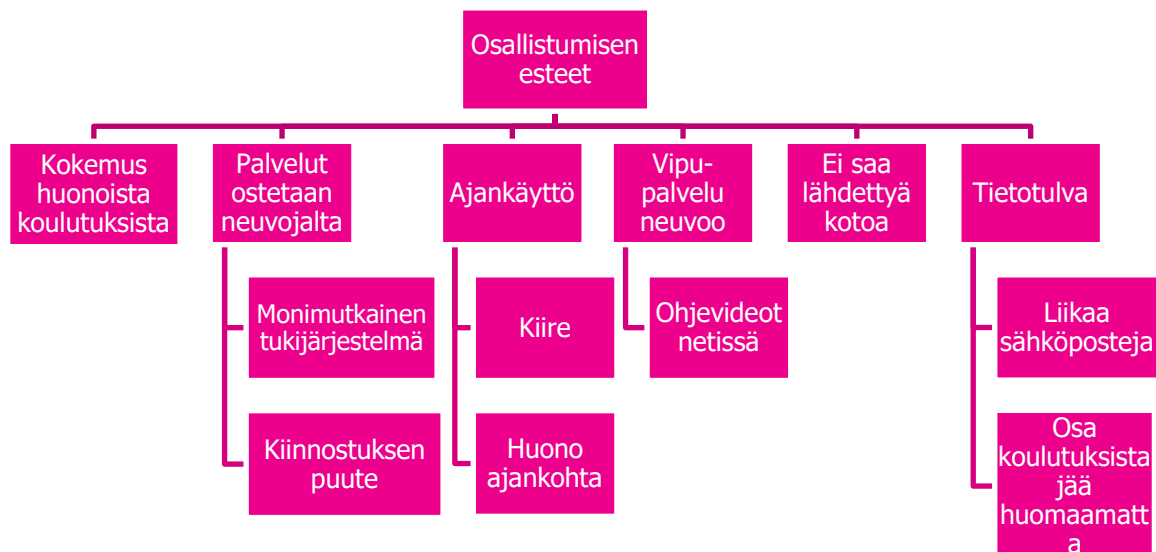 Osallistumisen
esteet
Kokemus
huonoista
koulutuksista
Palvelut
ostetaan
neuvojalta
Ajankäyttö
Vipu-
palvelu
neuvoo
Ei saa
lähdettyä
kotoa
Tietotulva
Monimutkainen
tukijärjestelmä
Kiire
Ohjevideot
netissä
Liikaa
sähköposteja
Kiinnostuksen
puute
Huono
ajankohta
Osa
koulutuksista
jää
huomaamatt
a